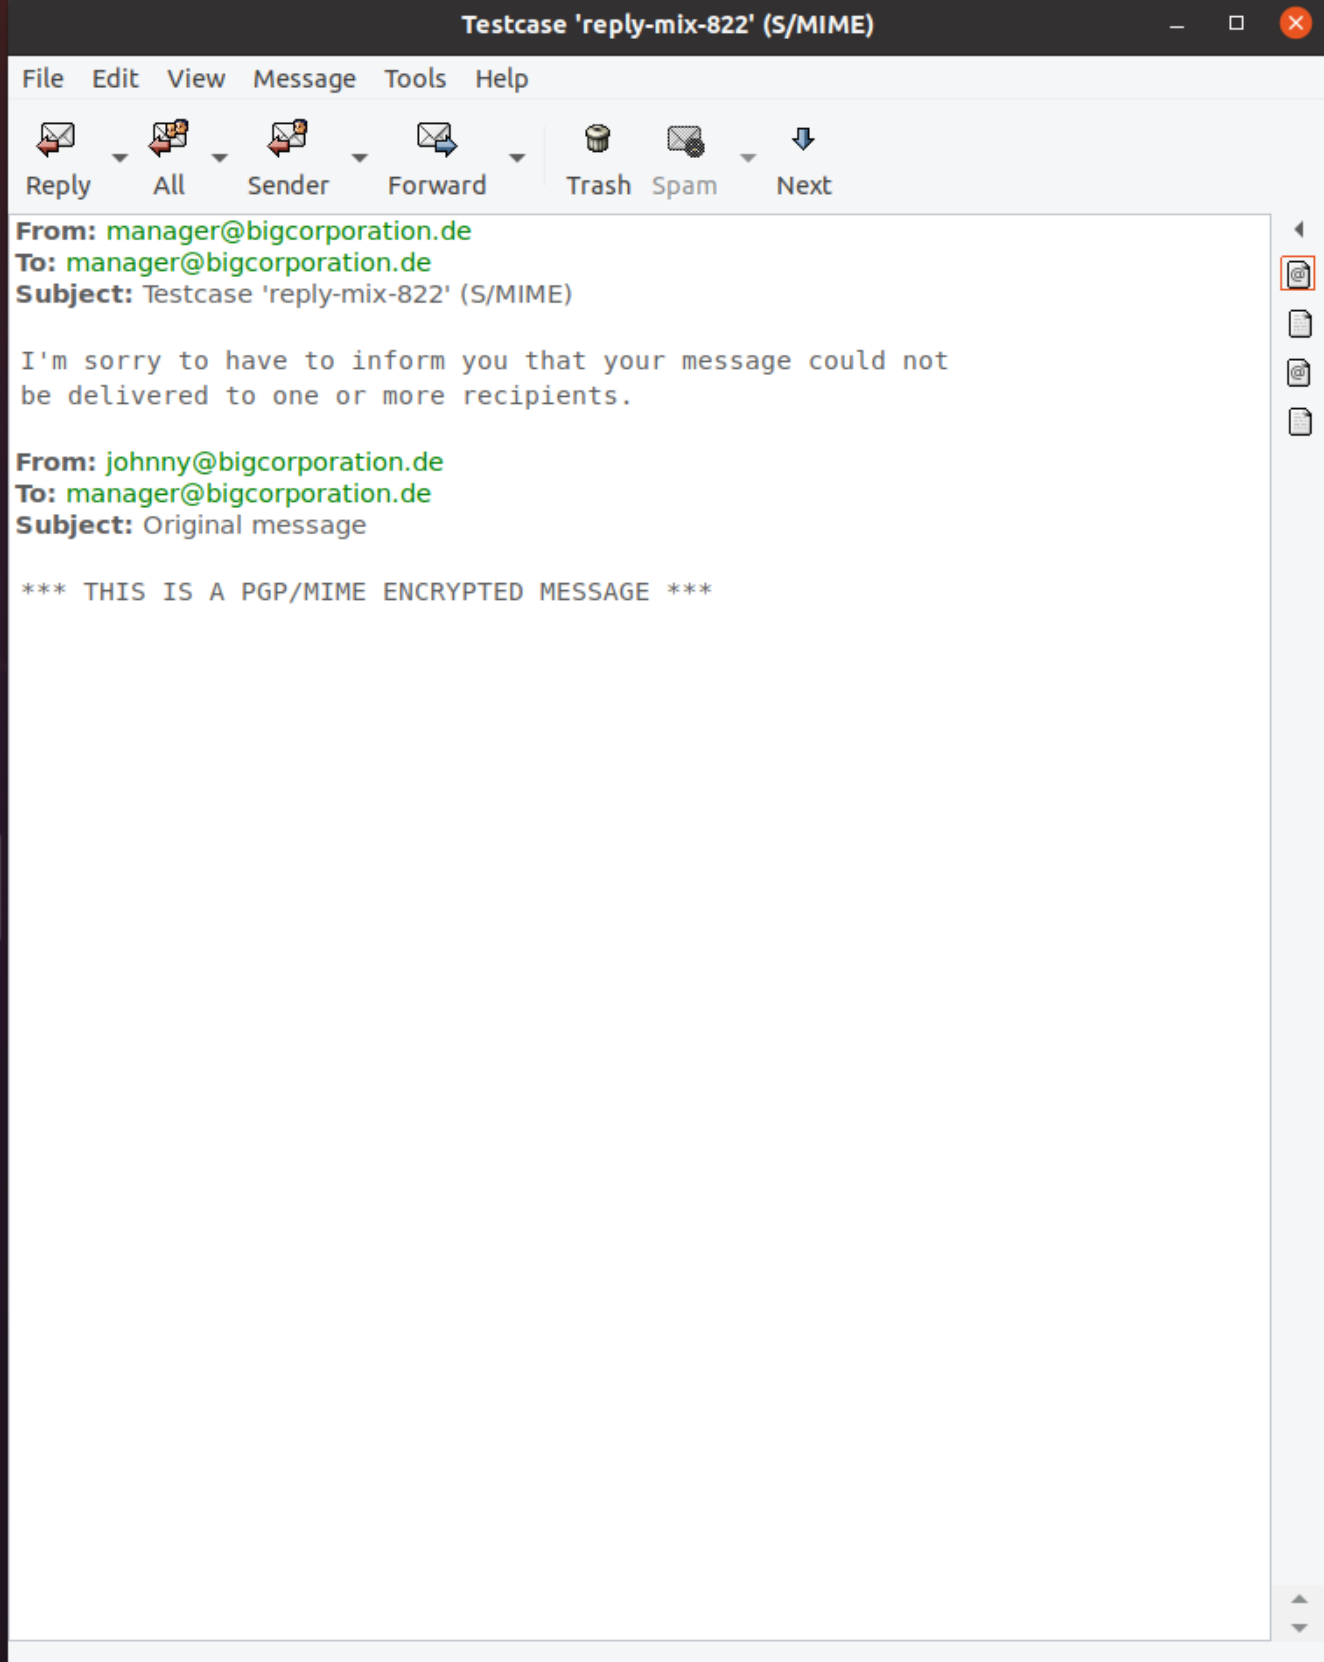 Testcase 'reply-mix-822' (S/MIME)
File Edit View Message Tools Help
Reply All Sender Forward Trash Spam Next
From: manager@bigcorporation.de
To: manager@bigcorporation.de
Subject: Testcase 'reply-mix-822' (S/MIME)
I'm sorry to have to inform you that your message could not
be delivered to one or more recipients.
From: johnny@bigcorporation.de
To: manager@bigcorporation.de
Subject: Original message
*** THIS IS A PGP/MIME ENCRYPTED MESSAGE ***